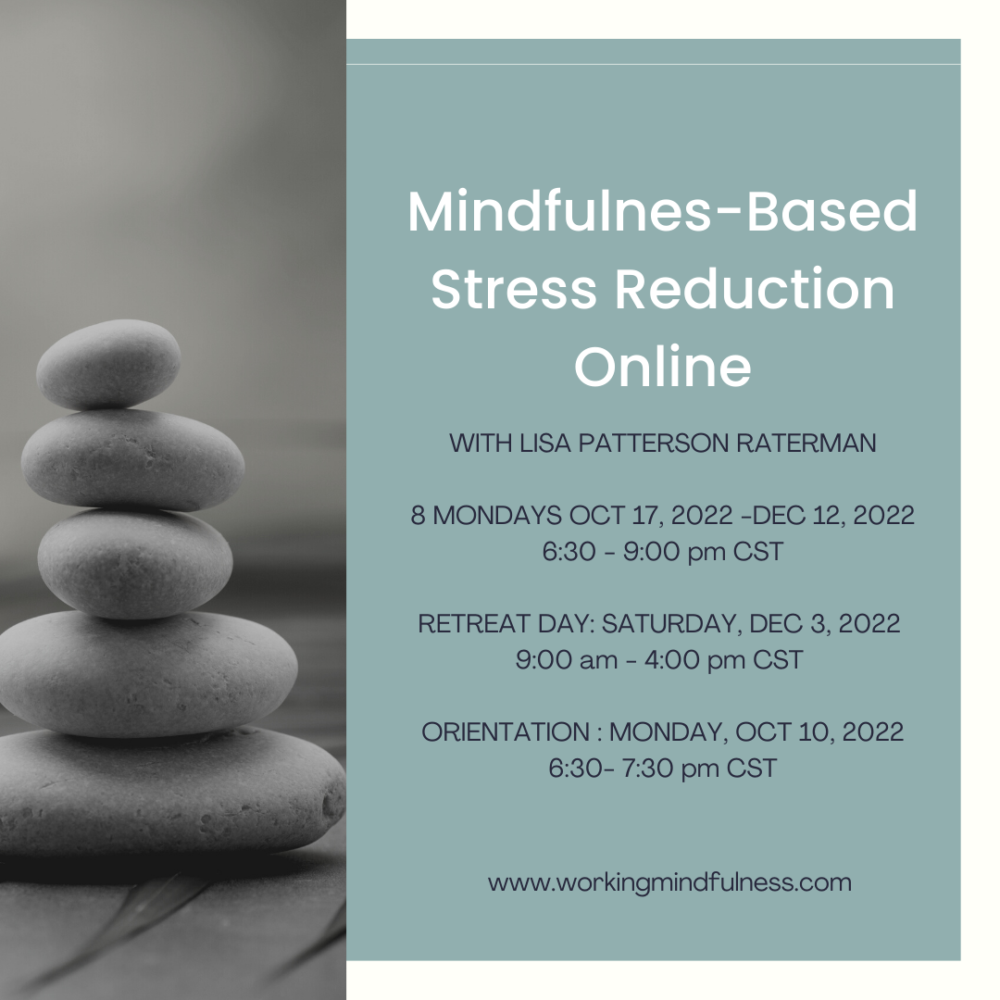 Mindfulnes-Based
Stress Reduction
Online
WITH LISA PATTERSON RATERMAN
8 MONDAYS OCT 17, 2022 -DEC 12, 2022
6:30 - 9:00 pm CST
RETREAT DAY: SATURDAY, DEC 3, 2022
9:00 am - 4:00 pm CST
ORIENTATION : MONDAY, OCT 10, 2022
6:30- 7:30 pm CST
www.workingmindfulness.com